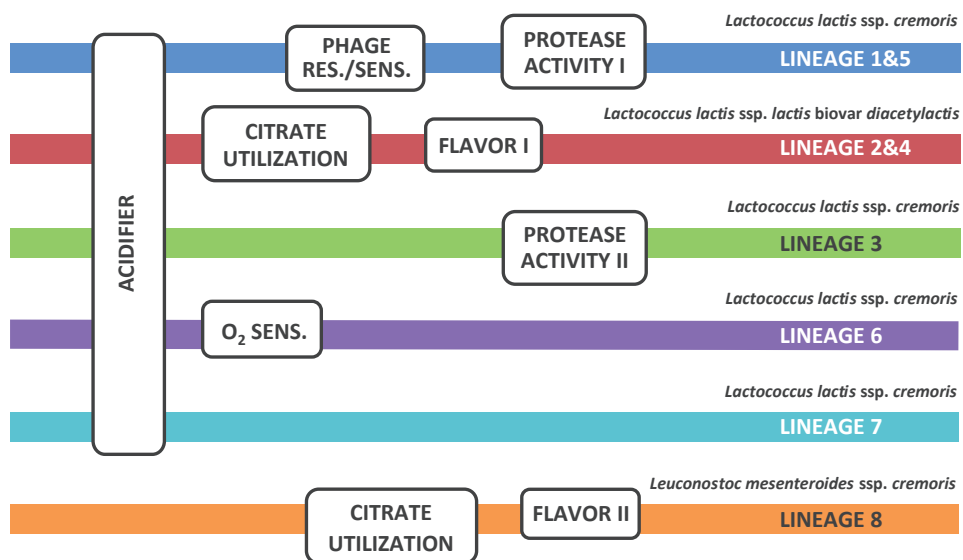 Lactococcus lactis ssp. cremoris
PHAGE
RES./SENS.
PROTEASE
ACTIVITY I
LINEAGE 1&5
Lactococcus lactis ssp. lactis biovar diacetylactis
CITRATE
UTILIZATION
FLAVOR I
LINEAGE 2&4
Lactococcus lactis ssp. cremoris
ACIDIFIER
PROTEASE
ACTIVITY II
LINEAGE 3
Lactococcus lactis ssp. cremoris
O₂ SENS.
LINEAGE 6
Lactococcus lactis ssp. cremoris
LINEAGE 7
Leuconostoc mesenteroides ssp. cremoris
CITRATE
UTILIZATION
FLAVOR II
LINEAGE 8